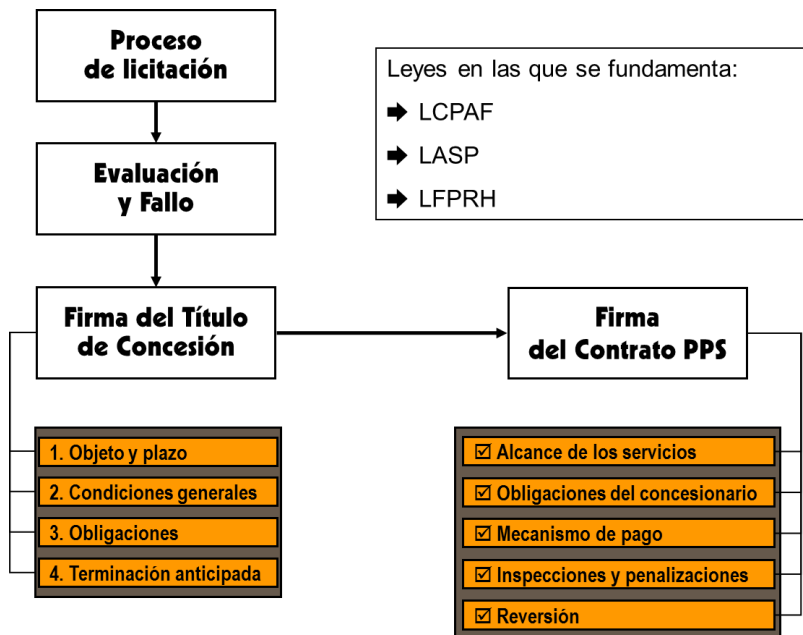 Proceso
de licitación
Leyes en las que se fundamenta:
➔ LCPAF
➔ LASP
➔ LFPRH
Evaluación
y Fallo
Firma del Título
de Concesión
Firma
del Contrato PPS
1. Objeto y plazo
2. Condiciones generales
3. Obligaciones
4. Terminación anticipada
☑ Alcance de los servicios
☑ Obligaciones del concesionario
☑ Mecanismo de pago
☑ Inspecciones y penalizaciones
☑ Reversión